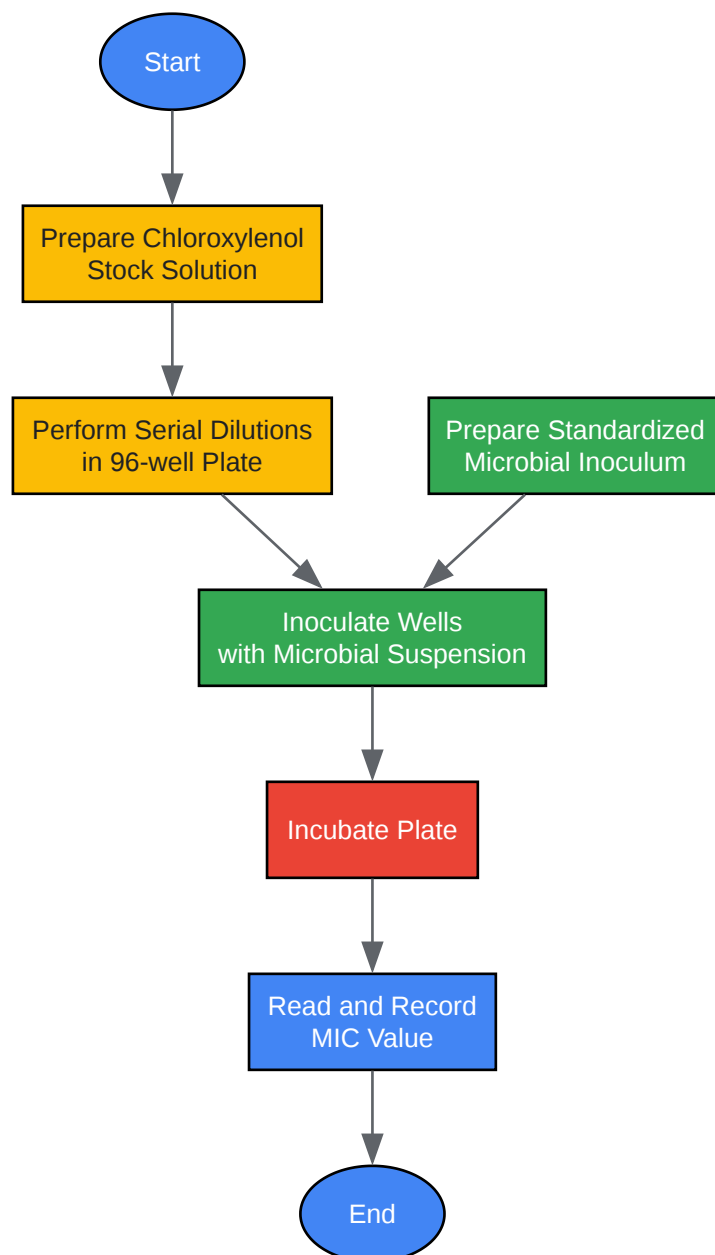 Start
Prepare Chloroxylenol
Stock Solution
Perform Serial Dilutions
in 96-well Plate
Prepare Standardized
Microbial Inoculum
Inoculate Wells
with Microbial Suspension
Incubate Plate
Read and Record
MIC Value
End